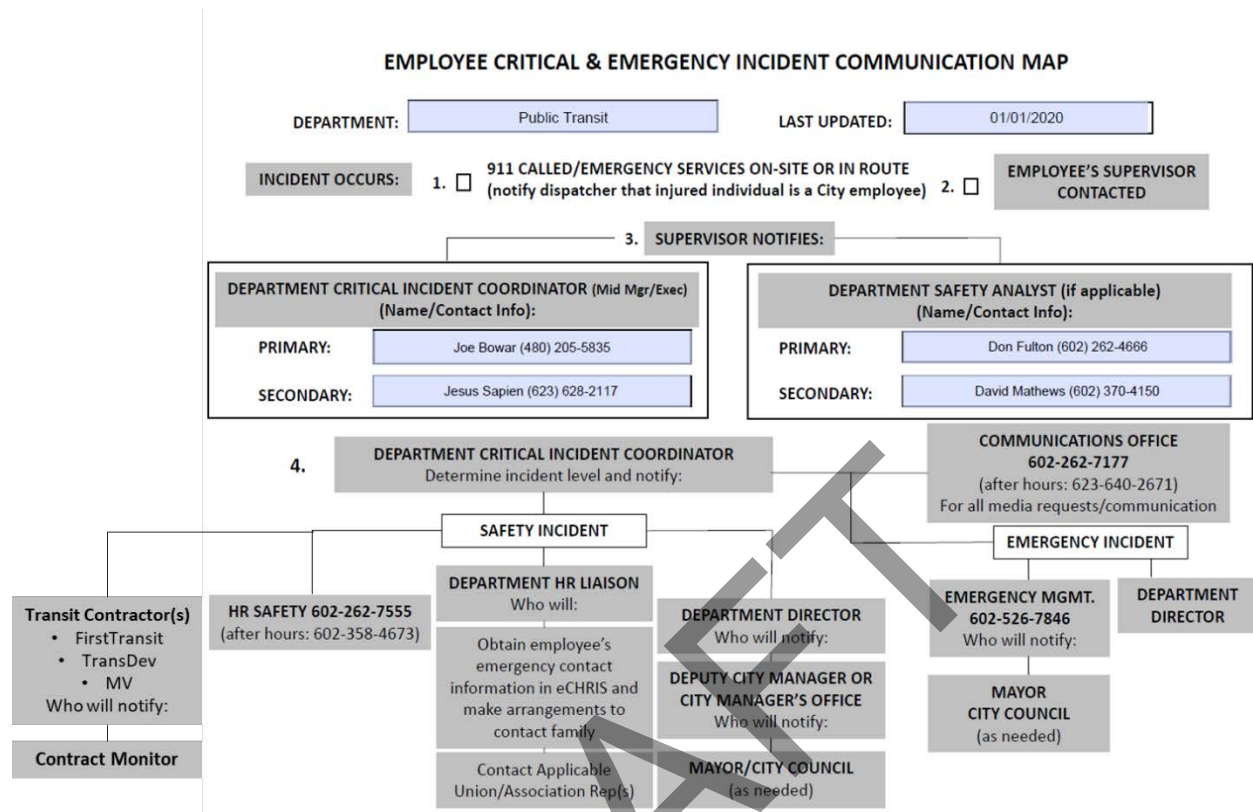 EMPLOYEE CRITICAL & EMERGENCY INCIDENT COMMUNICATION MAP
DEPARTMENT: Public Transit LAST UPDATED: 01/01/2020
INCIDENT OCCURS:
1. 911 CALLED/EMERGENCY SERVICES ON-SITE OR IN ROUTE
(notify dispatcher that injured individual is a City employee)
2. EMPLOYEE'S SUPERVISOR
CONTACTED
3. SUPERVISOR NOTIFIES:
DEPARTMENT CRITICAL INCIDENT COORDINATOR (Mid Mgr/Exec)
(Name/Contact Info):
PRIMARY: Joe Bowar (480) 205-5835
SECONDARY: Jesus Sapien (623) 628-2117
DEPARTMENT SAFETY ANALYST (if applicable)
(Name/Contact Info):
PRIMARY: Don Fulton (602) 262-4666
SECONDARY: David Mathews (602) 370-4150
4. DEPARTMENT CRITICAL INCIDENT COORDINATOR
Determine incident level and notify:
COMMUNICATIONS OFFICE
602-262-7177
(after hours: 623-640-2671)
For all media requests/communication
SAFETY INCIDENT
EMERGENCY INCIDENT
Transit Contractor(s)
• FirstTransit
• TransDev
• MV
Who will notify:
Contract Monitor
HR SAFETY 602-262-7555
(after hours: 602-358-4673)
DEPARTMENT HR LIAISON
Who will:
Obtain employee's
emergency contact
information in eCHRIS and
make arrangements to
contact family
Contact Applicable
Union/Association Rep(s)
DEPARTMENT DIRECTOR
Who will notify:
DEPUTY CITY MANAGER OR
CITY MANAGER'S OFFICE
Who will notify:
MAYOR/CITY COUNCIL
(as needed)
EMERGENCY MGMT.
602-526-7846
Who will notify:
MAYOR
CITY COUNCIL
(as needed)
DEPARTMENT
DIRECTOR